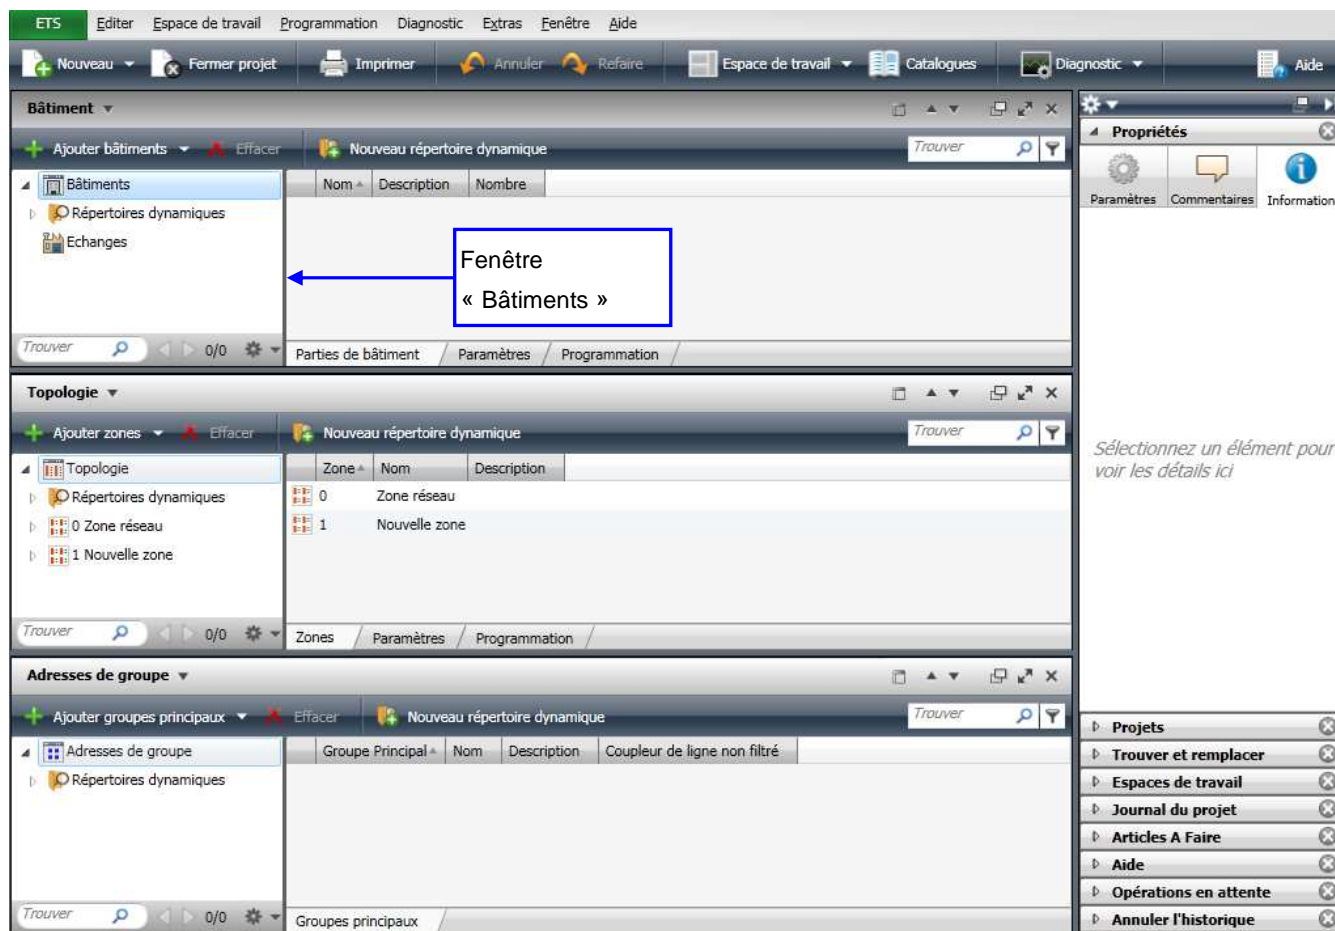 ETS Editer Espace de travail Programmation Diagnostic Extras Fenêtre Aide
Nouveau Fermer projet Imprimer Annuler Refaire Espace de travail Catalogues Diagnostic Aide
Bâtiment
Ajouter bâtiments Effacer Nouveau répertoire dynamique Trouver
Bâtiments
Répertoires dynamiques
Echanges
Nom Description Nombre
Fenêtre
« Bâtiments »
Trouver 0/0
Parties de bâtiment Paramètres Programmation
Topologie
Ajouter zones Effacer Nouveau répertoire dynamique Trouver
Topologie
Répertoires dynamiques
0 Zone réseau
1 Nouvelle zone
Zone Nom Description
0 Zone réseau
1 Nouvelle zone
Trouver 0/0
Zones Paramètres Programmation
Adresses de groupe
Ajouter groupes principaux Effacer Nouveau répertoire dynamique Trouver
Adresses de groupe
Répertoires dynamiques
Groupe Principal Nom Description Coupleur de ligne non filtré
Trouver 0/0
Groupes principaux
Propriétés
Paramètres Commentaires Information
Sélectionnez un élément pour
voir les détails ici
Projets
Trouver et remplacer
Espaces de travail
Journal du projet
Articles A Faire
Aide
Opérations en attente
Annuler l'historique